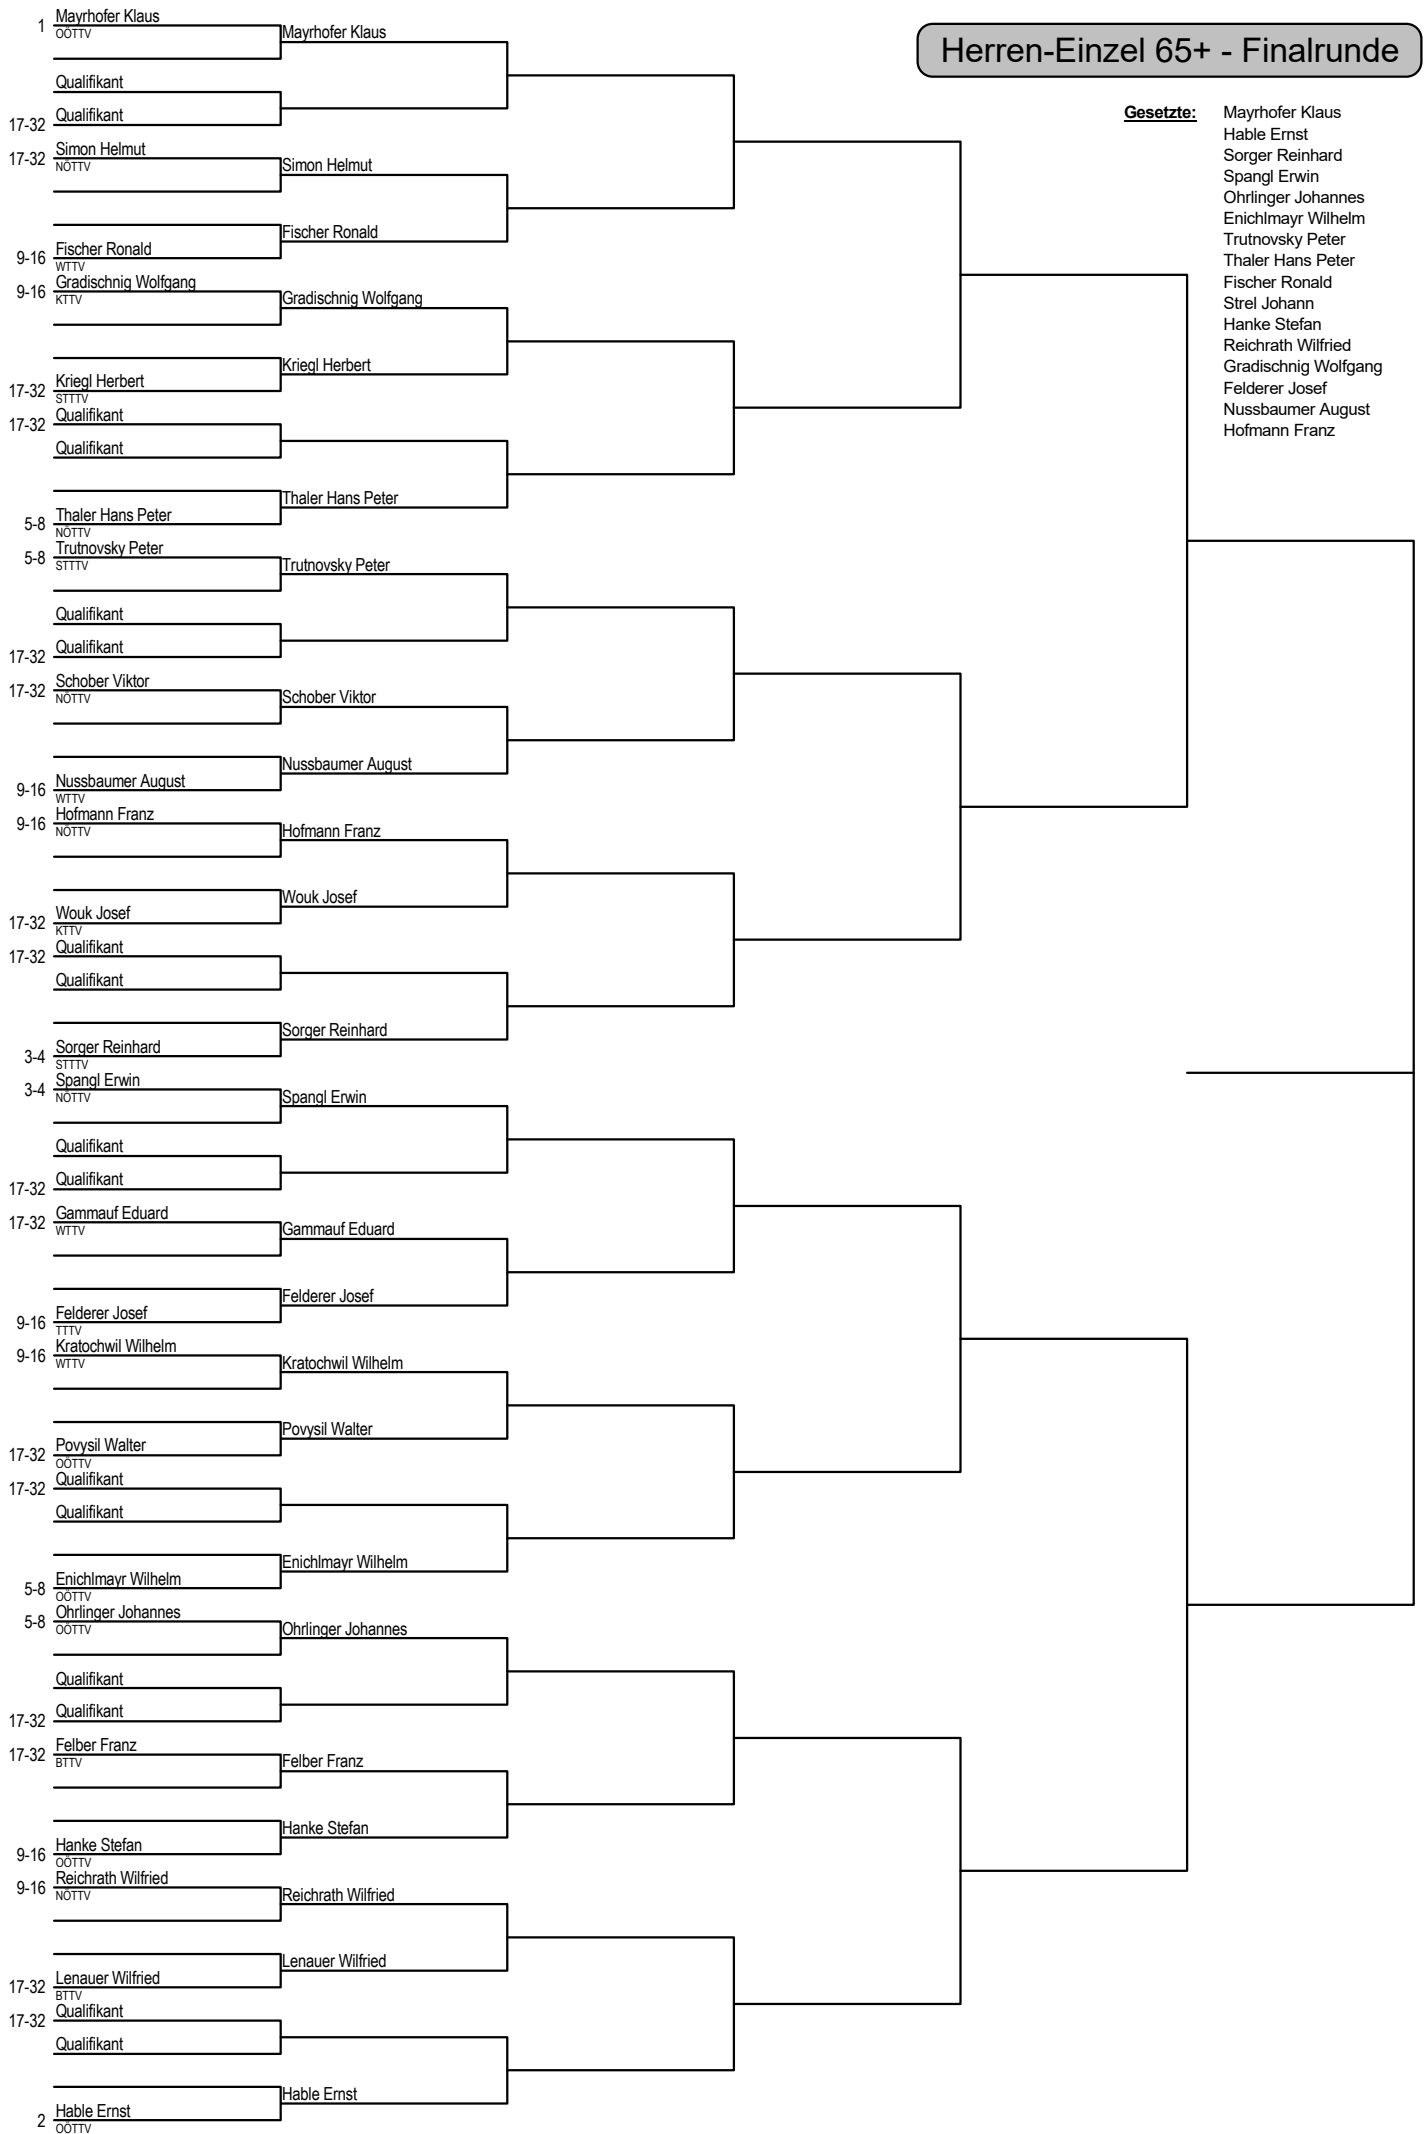 Herren-Einzel 65+ - Finalrunde
Gesetzte: Mayrhofer Klaus
Hable Ernst
Sorger Reinhard
Spangl Erwin
Ohrlinger Johannes
Enichlmayr Wilhelm
Trutnovsky Peter
Thaler Hans Peter
Fischer Ronald
Strel Johann
Hanke Stefan
Reichrath Wilfried
Gradischnig Wolfgang
Felderer Josef
Nussbaumer August
Hofmann Franz
1 Mayrhofer Klaus
OÖTTV
Mayrhofer Klaus
Qualifikant
17-32 Qualifikant
17-32 Simon Helmut
NÖTTV
Simon Helmut
Fischer Ronald
9-16 Fischer Ronald
WTTV
9-16 Gradischnig Wolfgang
KTTV
Gradischnig Wolfgang
Kriegl Herbert
17-32 Kriegl Herbert
STTTV
17-32 Qualifikant
Qualifikant
Thaler Hans Peter
5-8 Thaler Hans Peter
NÖTTV
5-8 Trutnovsky Peter
STTTV
Trutnovsky Peter
Qualifikant
17-32 Qualifikant
17-32 Schober Viktor
NÖTTV
Schober Viktor
Nussbaumer August
9-16 Nussbaumer August
WTTV
9-16 Hofmann Franz
NÖTTV
Hofmann Franz
Wouk Josef
17-32 Wouk Josef
KTTV
17-32 Qualifikant
Qualifikant
Sorger Reinhard
3-4 Sorger Reinhard
STTTV
3-4 Spangl Erwin
NÖTTV
Spangl Erwin
Qualifikant
17-32 Qualifikant
17-32 Gammauf Eduard
WTTV
Gammauf Eduard
Felderer Josef
9-16 Felderer Josef
TTTV
9-16 Kratochwil Wilhelm
WTTV
Kratochwil Wilhelm
Povysil Walter
17-32 Povysil Walter
OÖTTV
17-32 Qualifikant
Qualifikant
Enichlmayr Wilhelm
5-8 Enichlmayr Wilhelm
OÖTTV
5-8 Ohrlinger Johannes
OÖTTV
Ohrlinger Johannes
Qualifikant
17-32 Qualifikant
17-32 Felber Franz
BTTV
Felber Franz
Hanke Stefan
9-16 Hanke Stefan
OÖTTV
9-16 Reichrath Wilfried
NÖTTV
Reichrath Wilfried
Lenauer Wilfried
17-32 Lenauer Wilfried
BTTV
17-32 Qualifikant
Qualifikant
Hable Ernst
2 Hable Ernst
OÖTTV